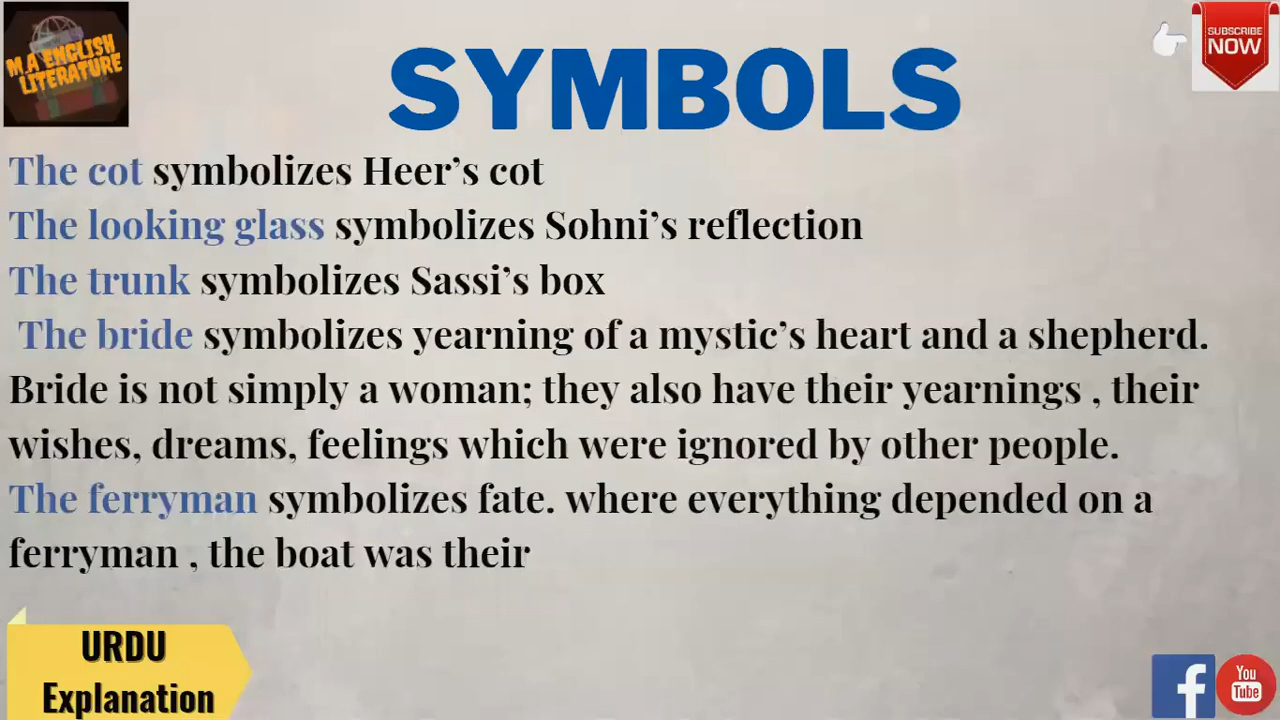 M.A ENGLISH
LITERATURE
SUBSCRIBE
NOW
SYMBOLS
The cot symbolizes Heer’s cot
The looking glass symbolizes Sohni’s reflection
The trunk symbolizes Sassi’s box
The bride symbolizes yearning of a mystic’s heart and a shepherd.
Bride is not simply a woman; they also have their yearnings , their
wishes, dreams, feelings which were ignored by other people.
The ferryman symbolizes fate. where everything depended on a
ferryman , the boat was their
URDU
Explanation
f
You
Tube